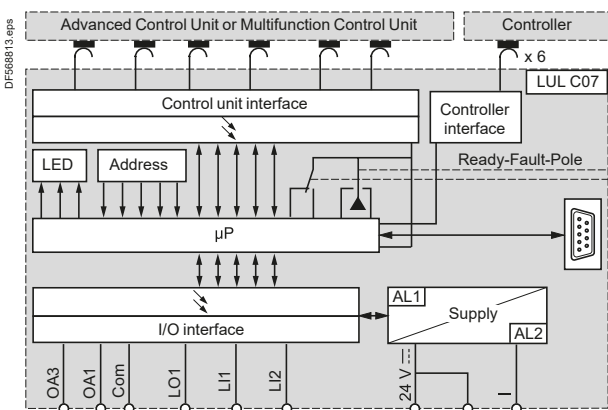 Advanced Control Unit or Multifunction Control Unit
Controller
DF568813.eps
x 6
LUL C07
Control unit interface
Controller
interface
LED
Address
Ready-Fault-Pole
µP
AL1
Supply
AL2
I/O interface
OA3
OA1
Com
LO1
LI1
LI2
24 V
I